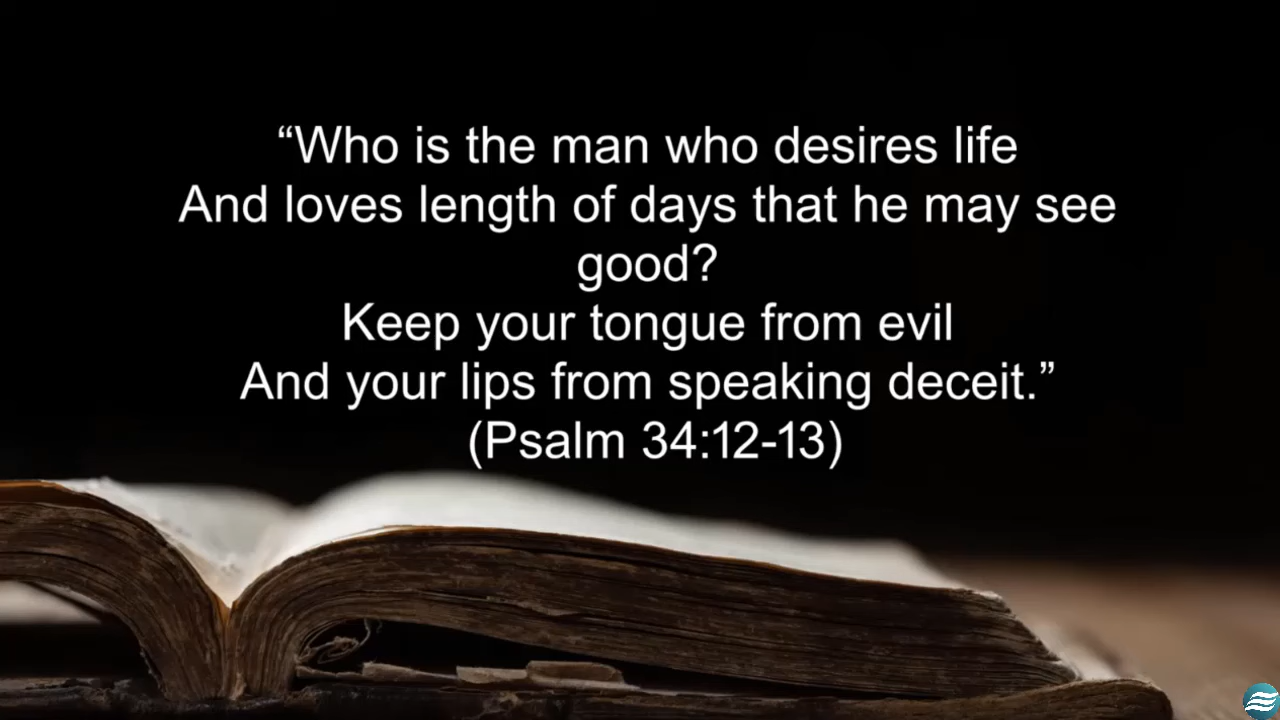 “Who is the man who desires life
And loves length of days that he may see
good?
Keep your tongue from evil
And your lips from speaking deceit.”
(Psalm 34:12-13)